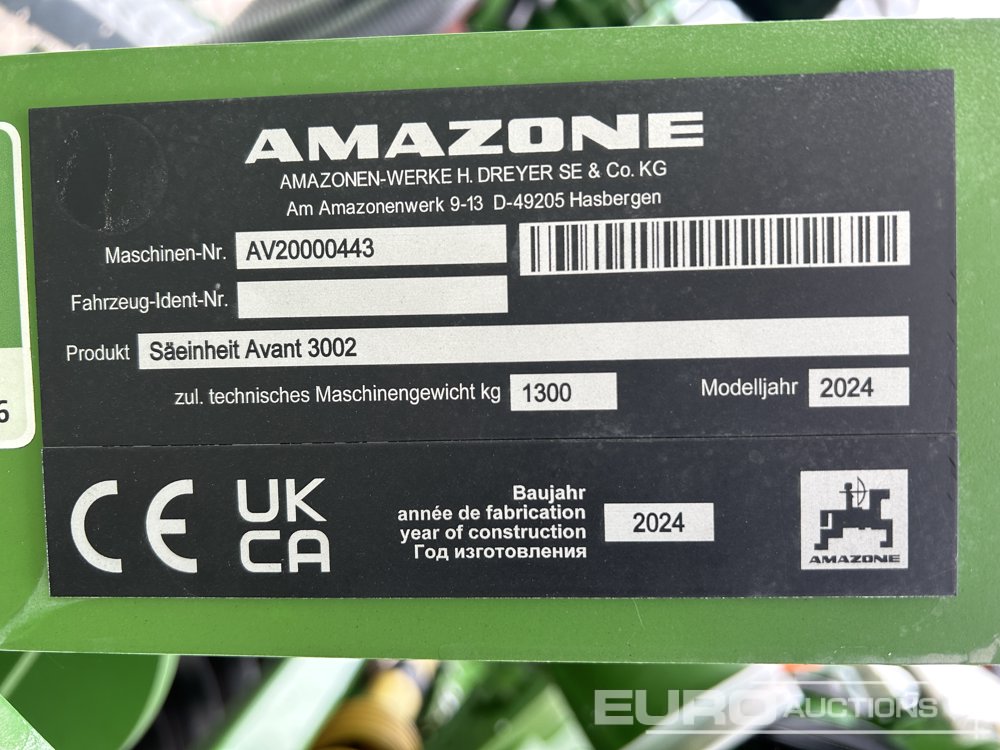 AMAZONE
AMAZONEN-WERKE H. DREYER SE & Co. KG
Am Amazonenwerk 9-13 D-49205 Hasbergen
Maschinen-Nr. AV20000443
Fahrzeug-Ident-Nr.
Produkt Säeinheit Avant 3002
zul. technisches Maschinengewicht kg 1300 Modelljahr 2024
6
CE UK
CA
Baujahr
année de fabrication
year of construction
Год изготовления
2024
AMAZONE
EURO AUCTIONS